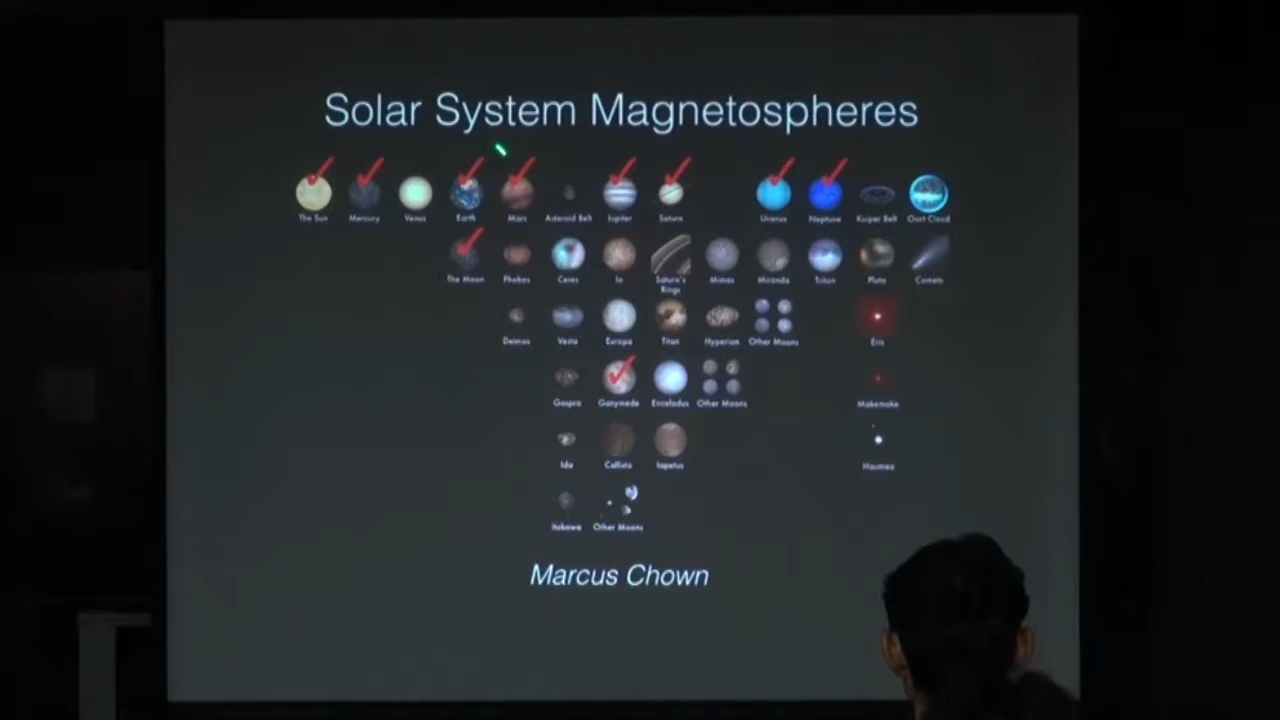 Solar System Magnetospheres
The Sun Mercury Venus Earth Mars Asteroid Belt Jupiter Saturn Uranus Neptune Kuiper Belt Oort Cloud
The Moon Phobos Ceres Io Saturn's Rings Mimas Miranda Triton Pluto Comets
Deimos Vesta Europa Titan Hyperion Other Moons Eris
Gaspra Ganymede Enceladus Other Moons Makemake
Ida Callisto Iapetus Haumea
Itokawa Other Moons
Marcus Chown